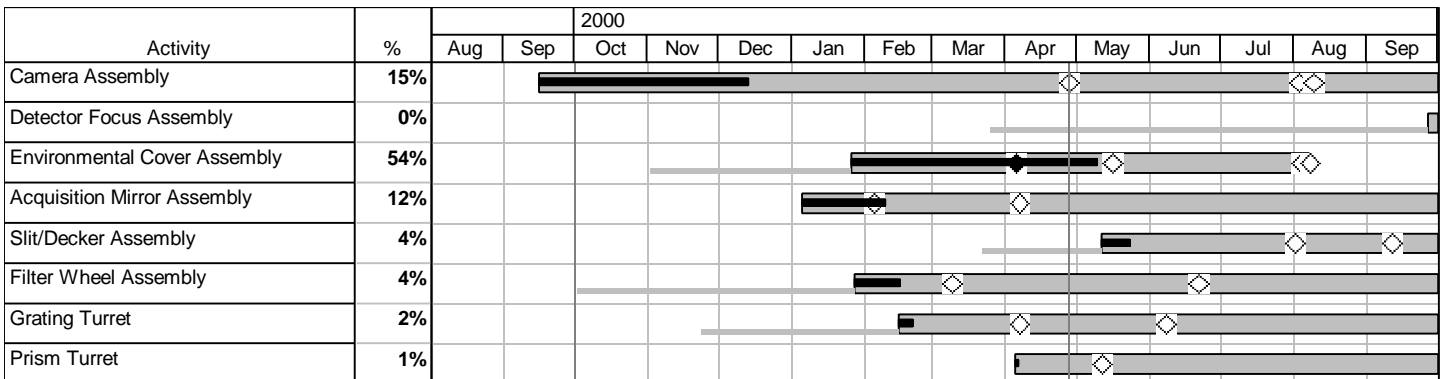 2000
Activity % Aug Sep Oct Nov Dec Jan Feb Mar Apr May Jun Jul Aug Sep
Camera Assembly 15%
Detector Focus Assembly 0%
Environmental Cover Assembly 54%
Acquisition Mirror Assembly 12%
Slit/Decker Assembly 4%
Filter Wheel Assembly 4%
Grating Turret 2%
Prism Turret 1%